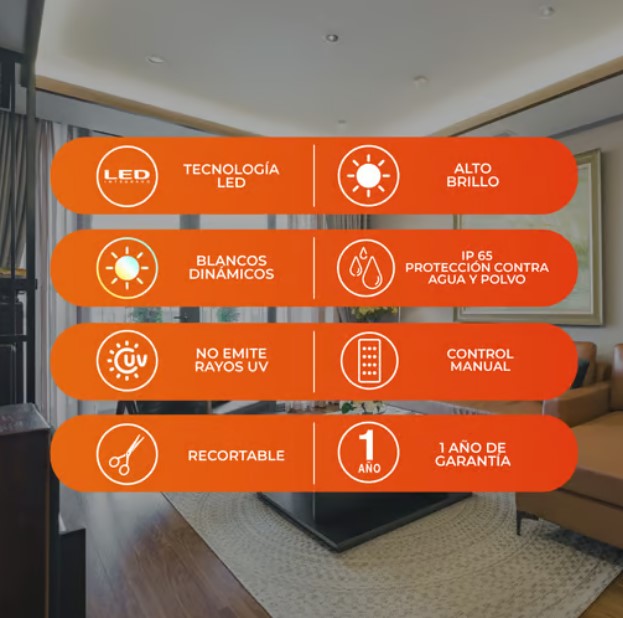 LED
INTEGRADO
TECNOLOGÍA
LED
ALTO
BRILLO
BLANCOS
DINÁMICOS
IP 65
PROTECCIÓN CONTRA
AGUA Y POLVO
UV
NO EMITE
RAYOS UV
CONTROL
MANUAL
RECORTABLE
1
AÑO
1 AÑO DE
GARANTÍA